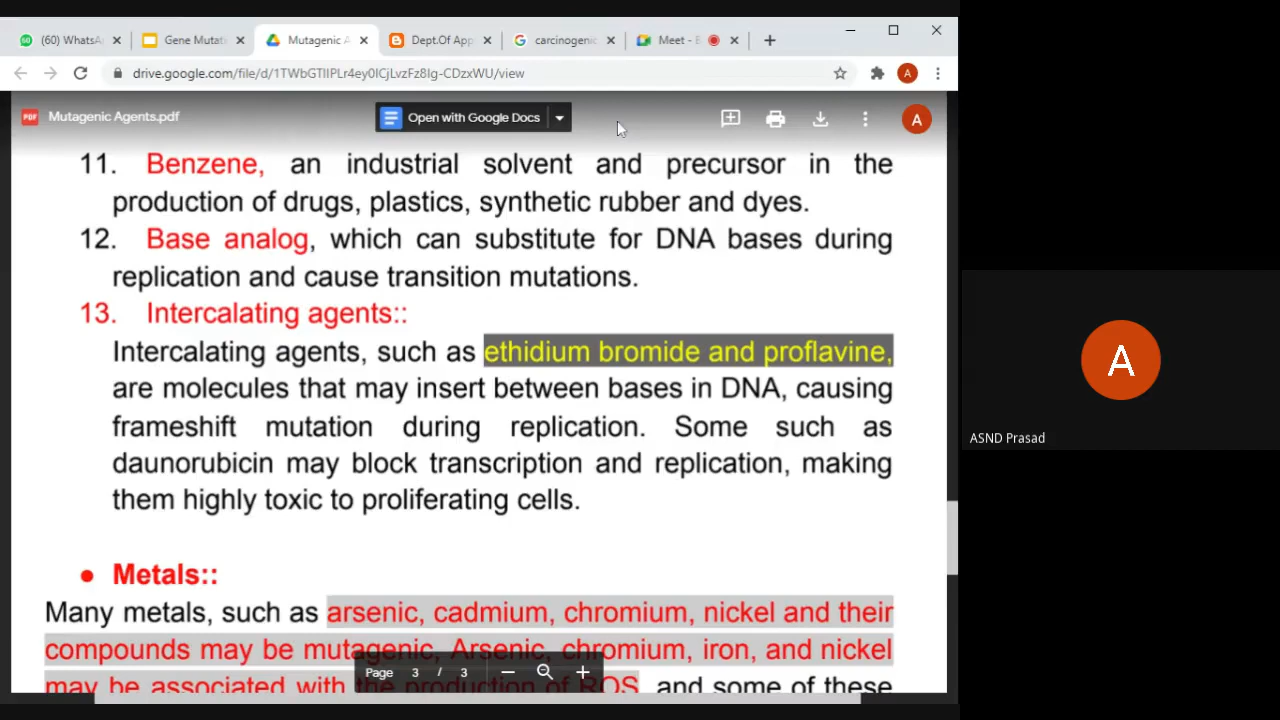 (60) WhatsA
Gene Mutat
Mutagenic A
Dept.Of App
carcinogenic
Meet - E
drive.google.com/file/d/1TWbGTIIPLr4ey0ICjLvzFz8Ig-CDzxWU/view
A
PDF Mutagenic Agents.pdf
Open with Google Docs
A
11. Benzene, an industrial solvent and precursor in the
production of drugs, plastics, synthetic rubber and dyes.
12. Base analog, which can substitute for DNA bases during
replication and cause transition mutations.
13. Intercalating agents::
Intercalating agents, such as ethidium bromide and proflavine,
are molecules that may insert between bases in DNA, causing
frameshift mutation during replication. Some such as
daunorubicin may block transcription and replication, making
them highly toxic to proliferating cells.
• Metals::
Many metals, such as arsenic, cadmium, chromium, nickel and their
compounds may be mutagenic, Arsenic, chromium, iron, and nickel
may be associated with the production of ROS, and some of these
Page 3 / 3
A
ASND Prasad